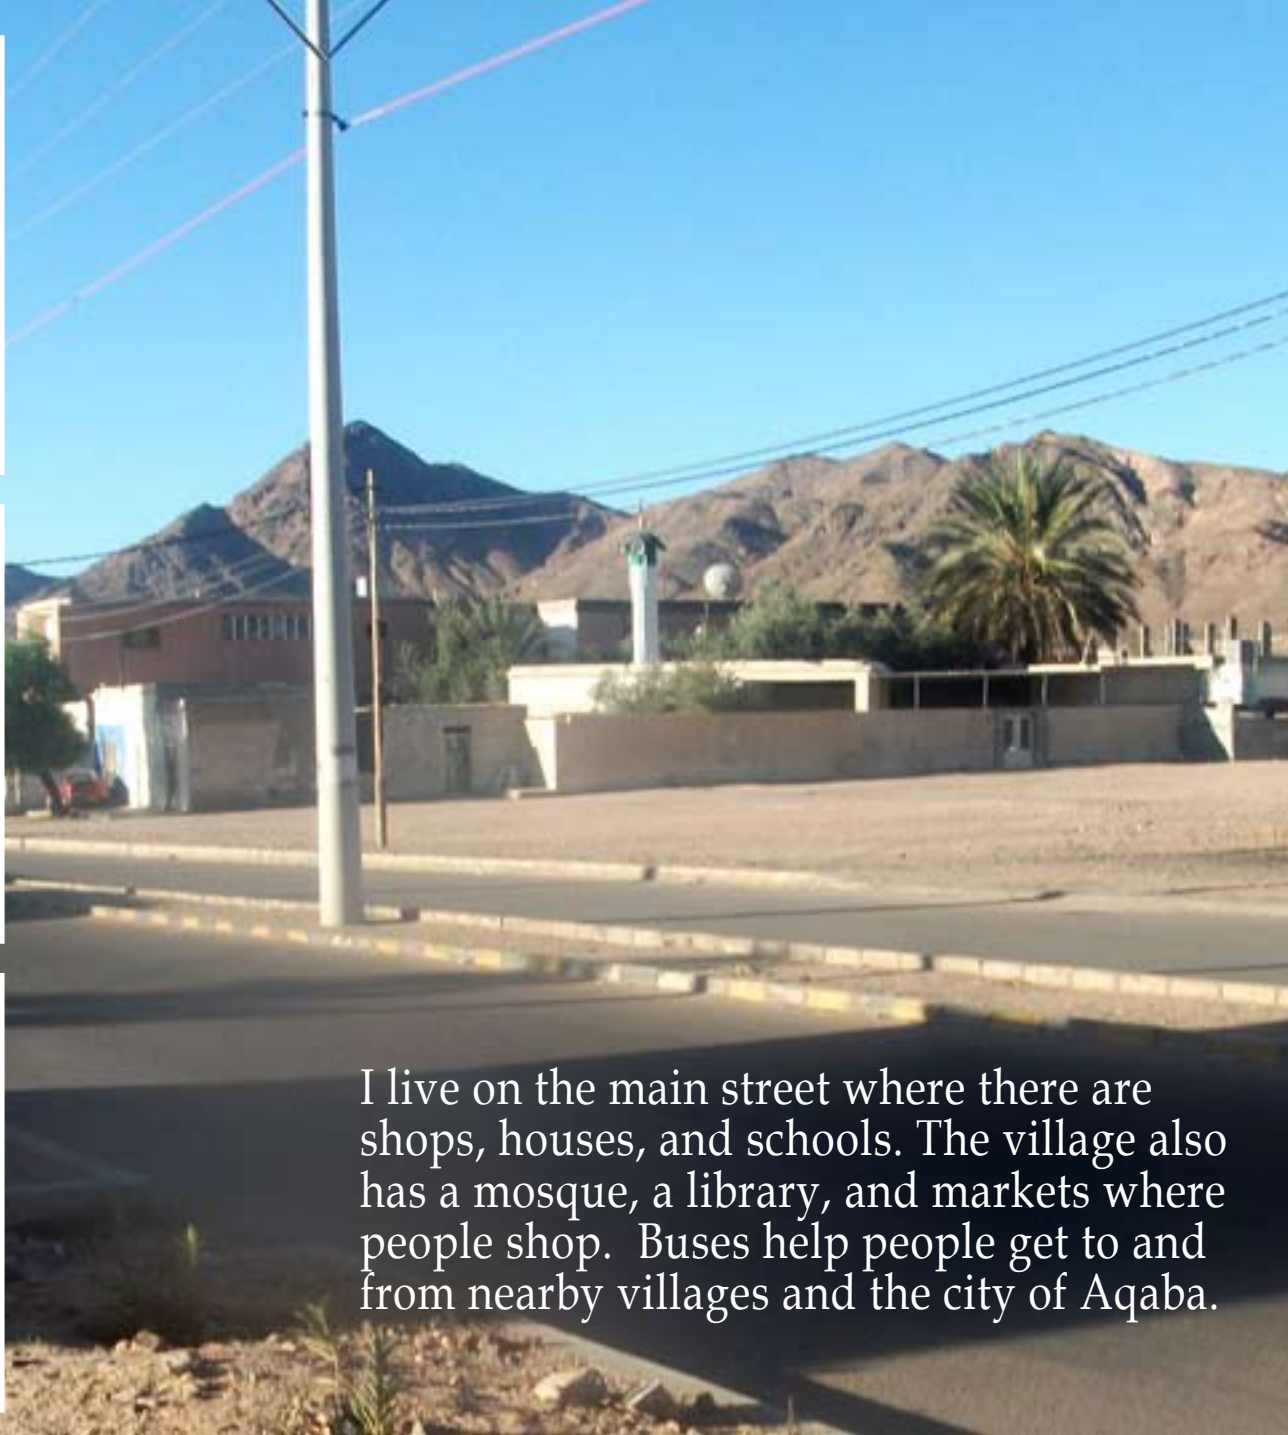 I live on the main street where there are
shops, houses, and schools. The village also
has a mosque, a library, and markets where
people shop.  Buses help people get to and
from nearby villages and the city of Aqaba.